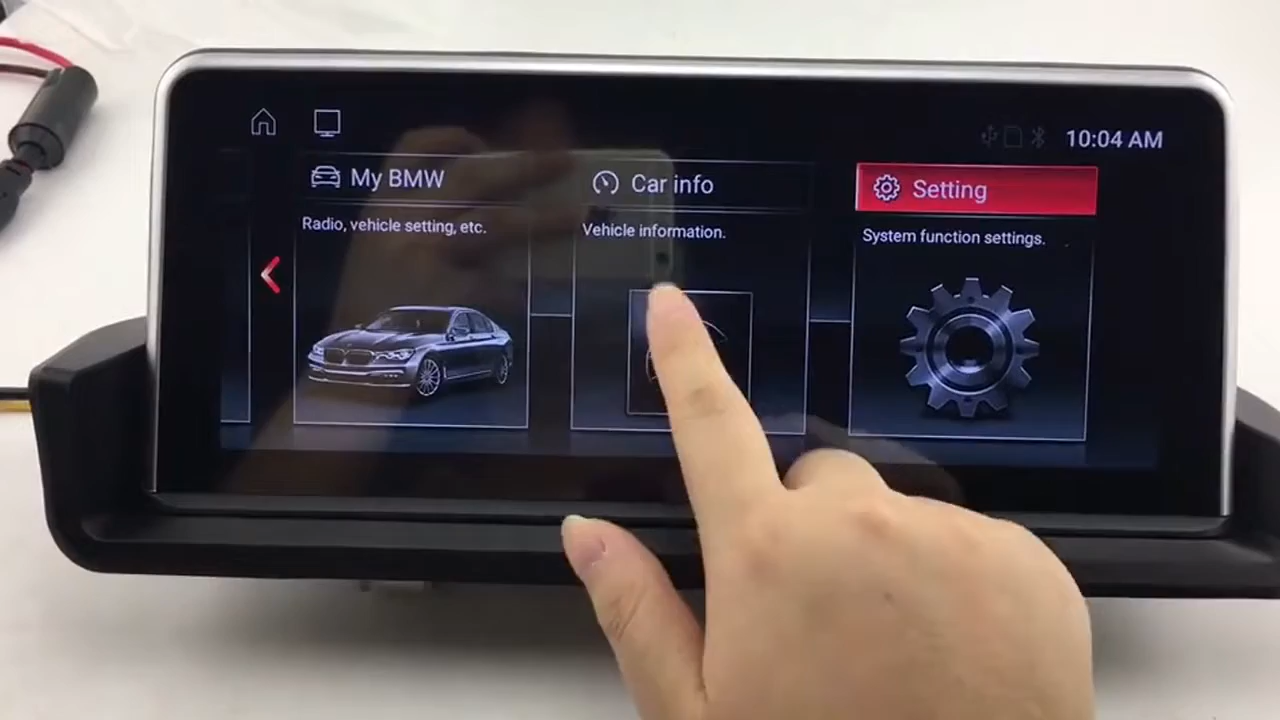 10:04 AM
My BMW
Car info
Setting
Radio, vehicle setting, etc.
Vehicle information.
System function settings.